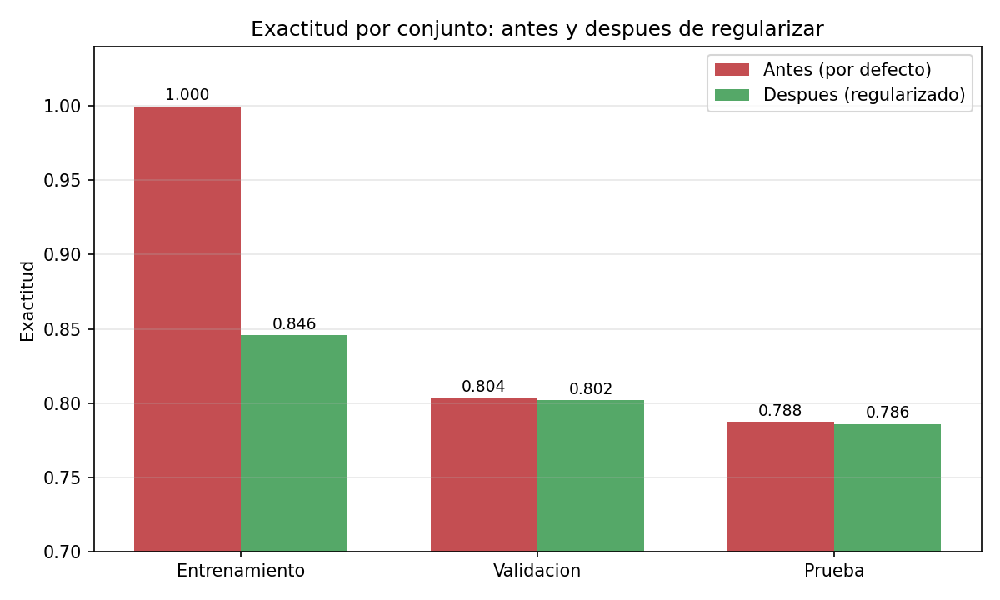 Exactitud por conjunto: antes y despues de regularizar
Antes (por defecto)
Despues (regularizado)
Exactitud
1.00
0.95
0.90
0.85
0.80
0.75
0.70
1.000
0.846
0.804
0.802
0.788
0.786
Entrenamiento
Validacion
Prueba